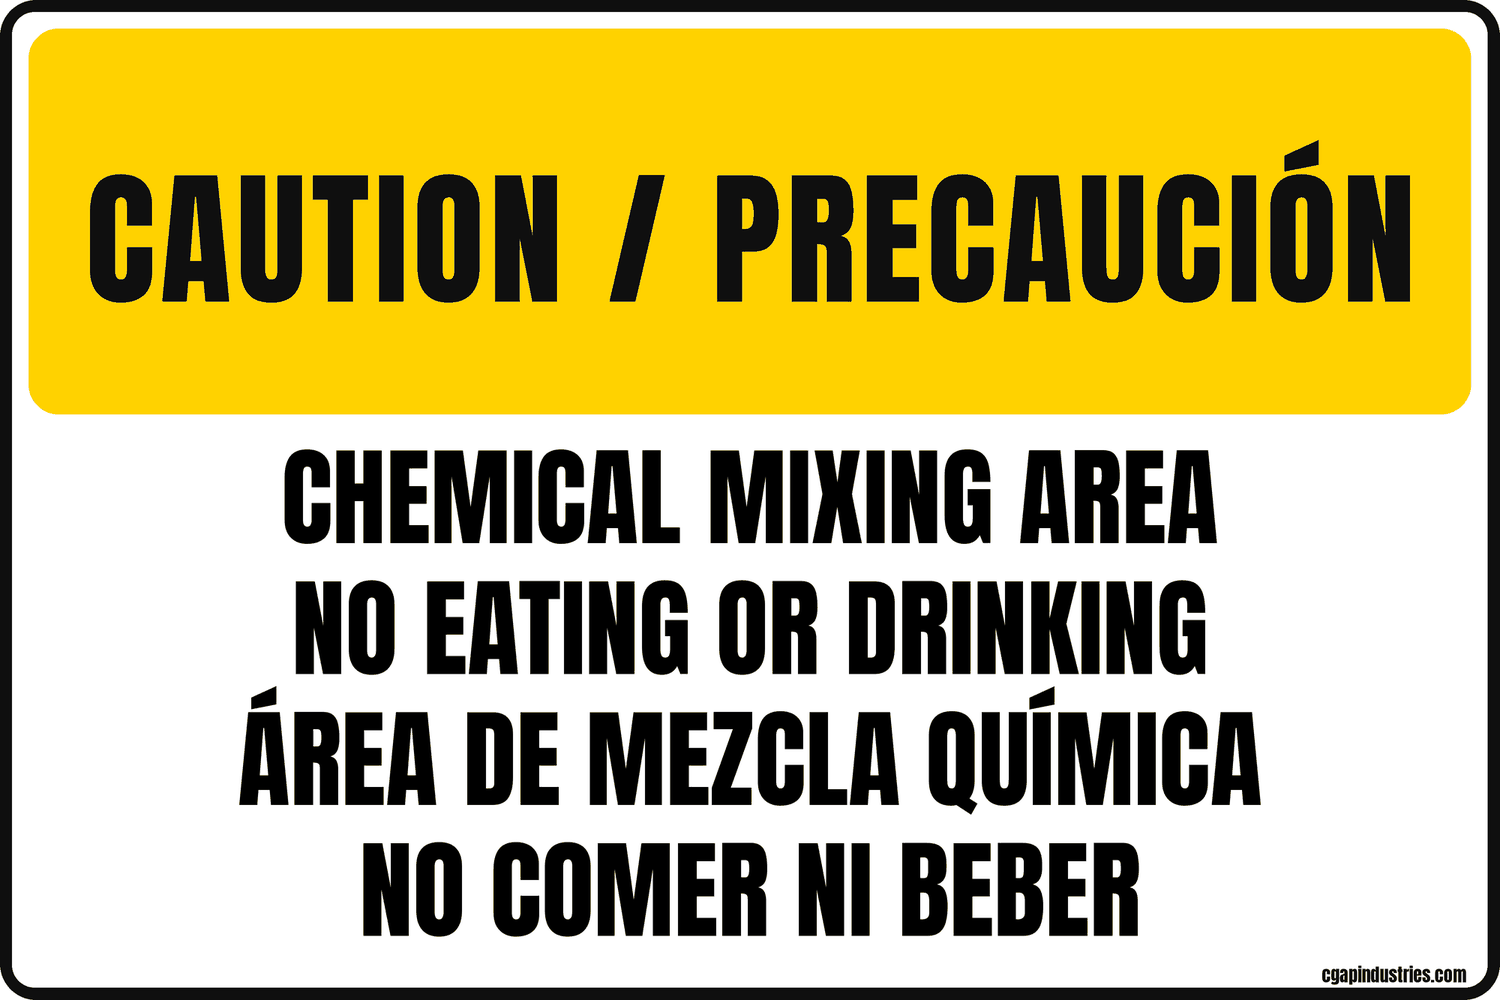 CAUTION / PRECAUCIÓN
CHEMICAL MIXING AREA
NO EATING OR DRINKING
ÁREA DE MEZCLA QUÍMICA
NO COMER NI BEBER
cgapindustries.com